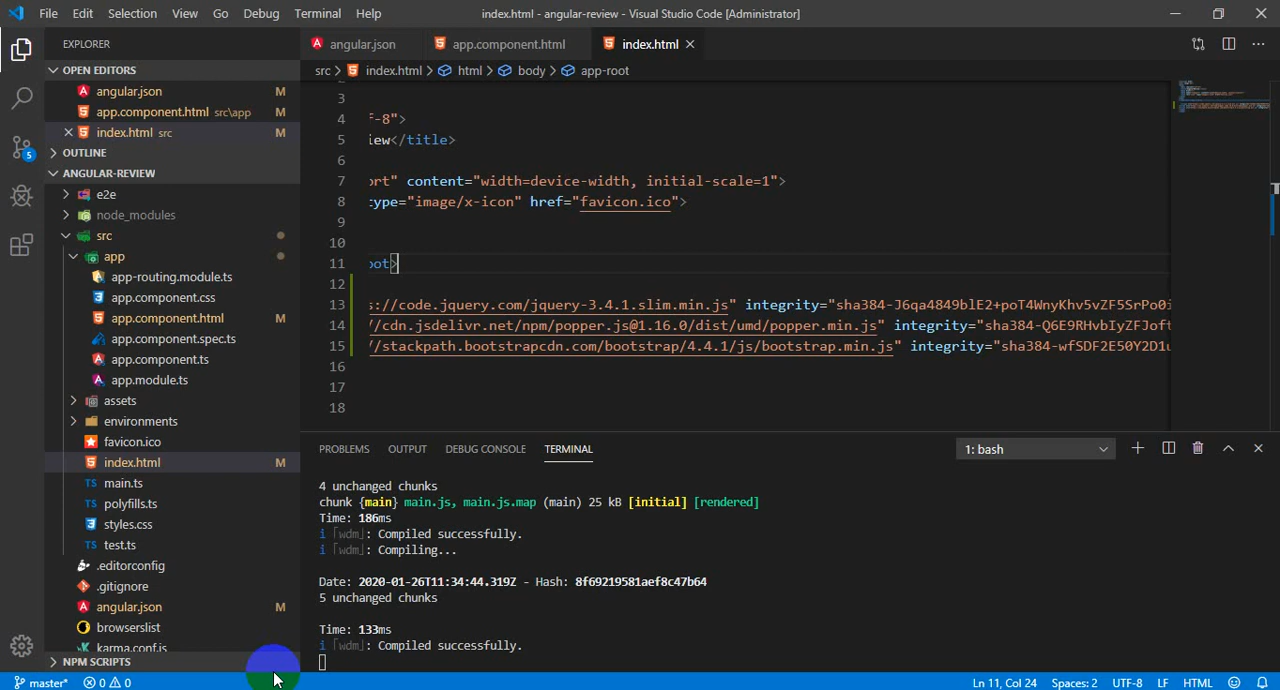 File Edit Selection View Go Debug Terminal Help
index.html - angular-review - Visual Studio Code [Administrator]
EXPLORER
OPEN EDITORS
angular.json M
app.component.html src\app M
index.html src M
OUTLINE
ANGULAR-REVIEW
e2e
node_modules
src
app
app-routing.module.ts
app.component.css
app.component.html M
app.component.spec.ts
app.component.ts
app.module.ts
assets
environments
favicon.ico
index.html M
main.ts
polyfills.ts
styles.css
test.ts
.editorconfig
.gitignore
angular.json M
browserslist
karma.conf.js
NPM SCRIPTS
5
angular.json app.component.html index.html
src > index.html > html > body > app-root
3
4 f-8">
5 iew</title>
6
7 ort" content="width=device-width, initial-scale=1">
8 type="image/x-icon" href="favicon.ico">
9
10
11 oot>
12
13 s://code.jquery.com/jquery-3.4.1.slim.min.js" integrity="sha384-J6qa4849blE2+poT4WnyKhv5vZF5SrPo0i
14 //cdn.jsdelivr.net/npm/popper.js@1.16.0/dist/umd/popper.min.js" integrity="sha384-Q6E9RHvbIyZFJoft
15 //stackpath.bootstrapcdn.com/bootstrap/4.4.1/js/bootstrap.min.js" integrity="sha384-wfSDF2E50Y2D1u
16
17
18
PROBLEMS OUTPUT DEBUG CONSOLE TERMINAL
1: bash
4 unchanged chunks
chunk {main} main.js, main.js.map (main) 25 kB [initial] [rendered]
Time: 186ms
i ｢wdm｣: Compiled successfully.
i ｢wdm｣: Compiling...
Date: 2020-01-26T11:34:44.319Z - Hash: 8f69219581aef8c47b64
5 unchanged chunks
Time: 133ms
i ｢wdm｣: Compiled successfully.
master* 0 0
Ln 11, Col 24 Spaces: 2 UTF-8 LF HTML